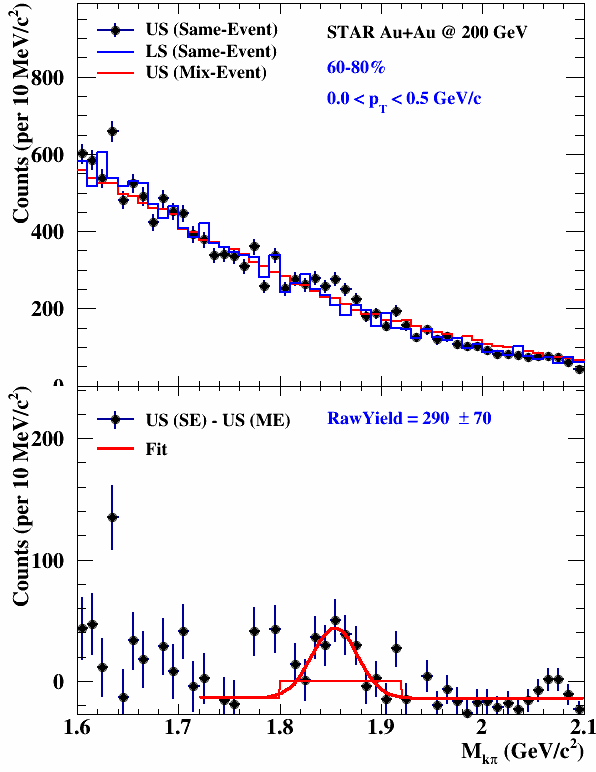 US (Same-Event)
LS (Same-Event)
US (Mix-Event)
STAR Au+Au @ 200 GeV
60-80%
0.0 < p_T < 0.5 GeV/c
Counts (per 10 MeV/c²)
800
600
400
200
0
US (SE) - US (ME)
Fit
RawYield = 290 ± 70
Counts (per 10 MeV/c²)
200
100
0
1.6 1.7 1.8 1.9 2 2.1
M_kπ (GeV/c²)